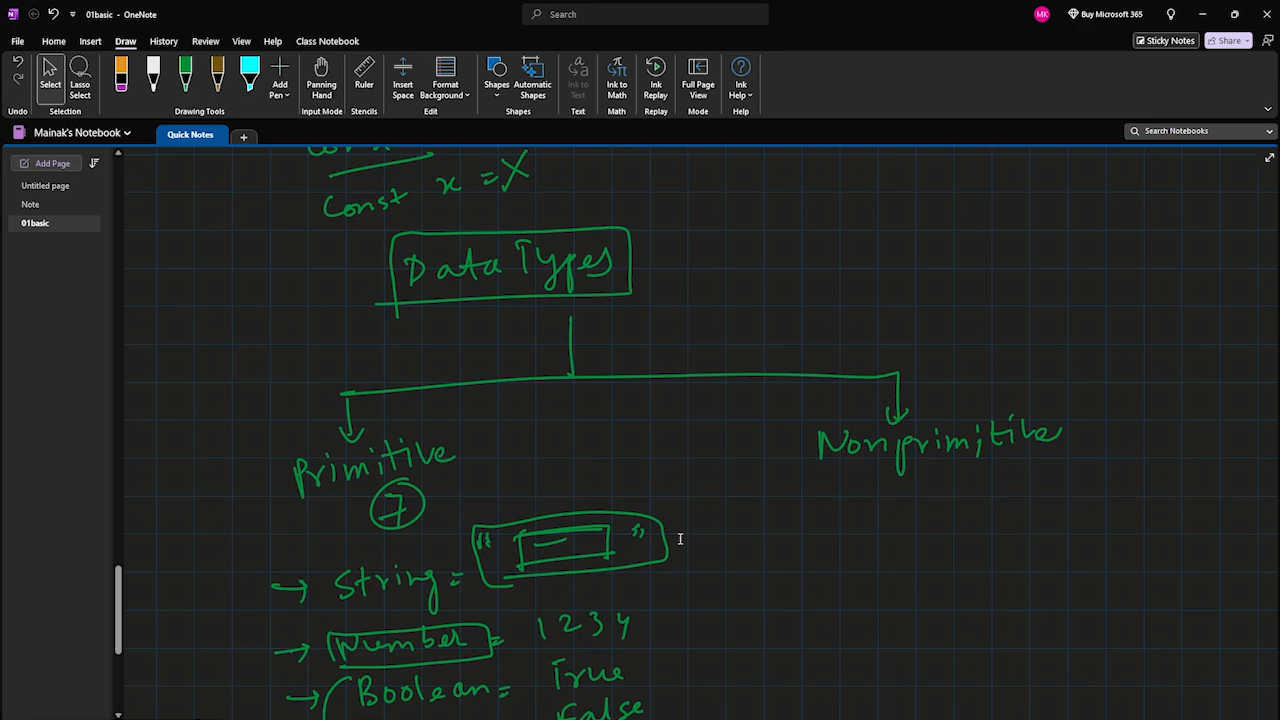 01basic - OneNote
Search
MK
Buy Microsoft 365
File Home Insert Draw History Review View Help Class Notebook
Sticky Notes
Share
Undo
Select
Lasso Select
Add Pen
Panning Hand
Ruler
Insert Space
Format Background
Shapes
Automatic Shapes
Ink to Text
Ink to Math
Ink Replay
Full Page View
Ink Help
Undo Selection Drawing Tools Input Mode Stencils Edit Shapes Text Math Replay Mode Help
Mainak's Notebook
Quick Notes
Search Notebooks
Add Page
Untitled page
Note
01basic
Const x = X
Data Types
Primitive
Nonprimitive
7
→ String = " "
→ Number = 1 2 3 4
→ Boolean = True
False